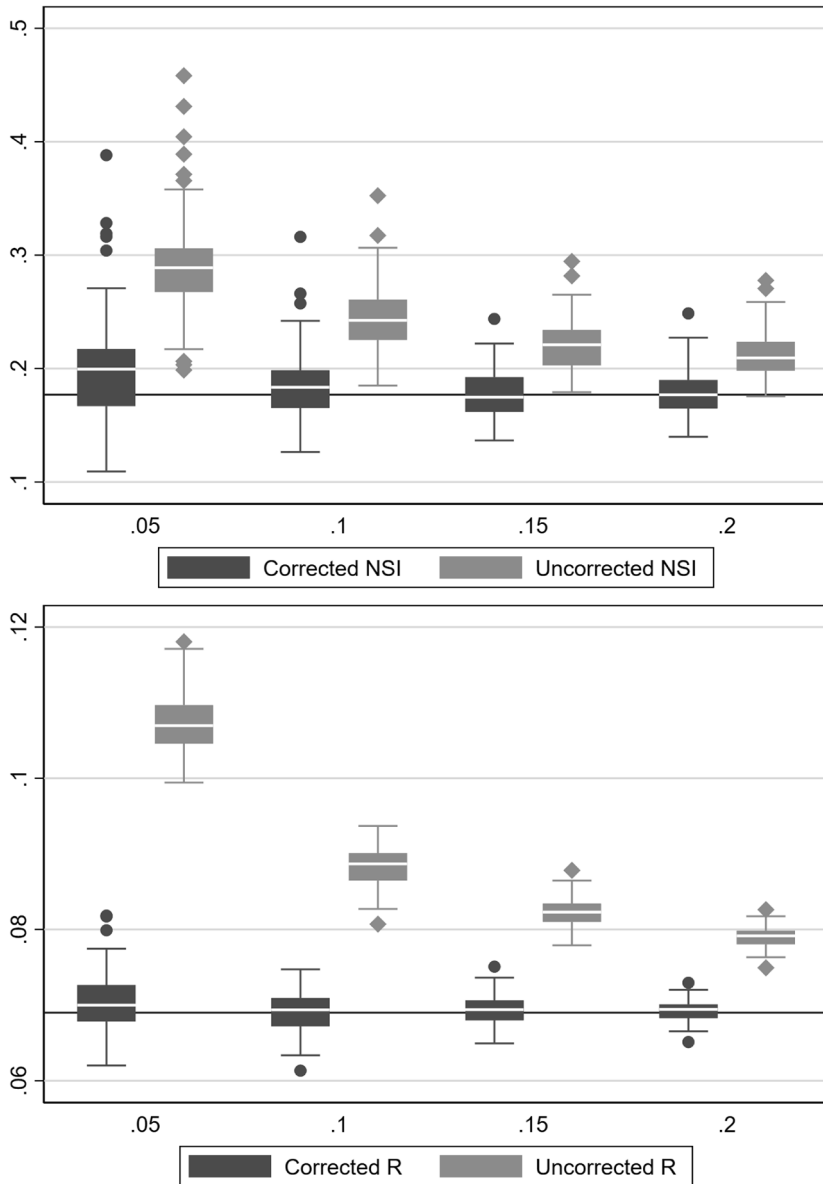 .5
.4
.3
.2
.1
.05 .1 .15 .2
Corrected NSI Uncorrected NSI
.12
.1
.08
.06
.05 .1 .15 .2
Corrected R Uncorrected R